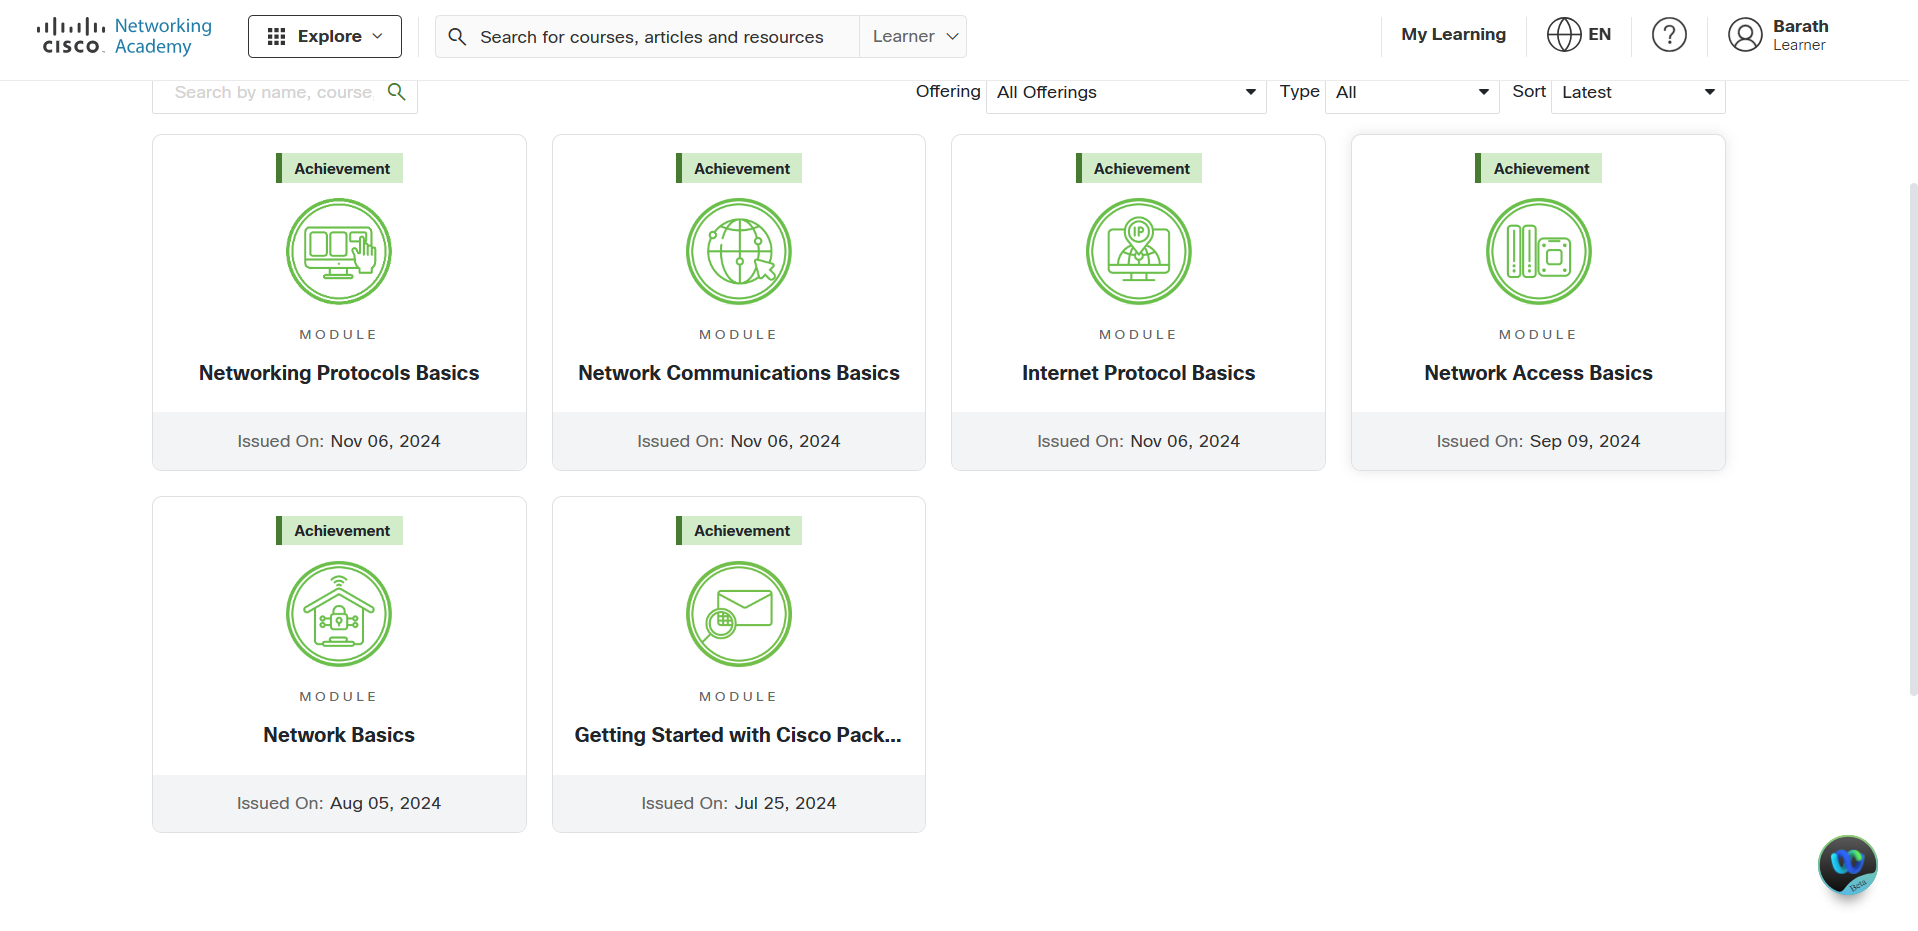 CISCO
Networking
Academy
Explore
Search for courses, articles and resources
Learner
My Learning
EN
?
Barath
Learner
Search by name, course
Offering
All Offerings
Type
All
Sort
Latest
Achievement
MODULE
Networking Protocols Basics
Issued On: Nov 06, 2024
Achievement
MODULE
Network Communications Basics
Issued On: Nov 06, 2024
Achievement
IP
MODULE
Internet Protocol Basics
Issued On: Nov 06, 2024
Achievement
MODULE
Network Access Basics
Issued On: Sep 09, 2024
Achievement
MODULE
Network Basics
Issued On: Aug 05, 2024
Achievement
MODULE
Getting Started with Cisco Pack...
Issued On: Jul 25, 2024
Beta